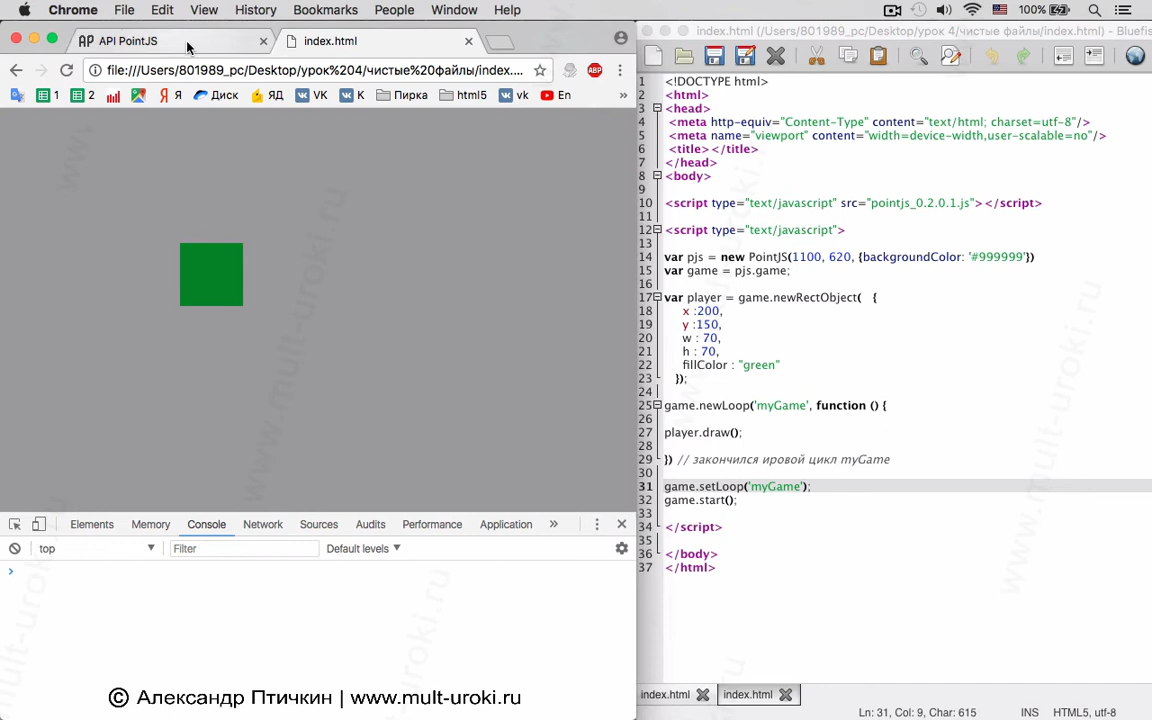 Chrome File Edit View History Bookmarks People Window Help 100%
API PointJS index.html
file:///Users/801989_pc/Desktop/урок%204/чистые%20файлы/index....
1 2 Я Диск ЯД VK K Пирка html5 vk En »
index.html (/Users/801989_pc/Desktop/урок 4/чистые файлы/index.html) - Bluefis
1 <!DOCTYPE html>
2 <html>
3 <head>
4 <meta http-equiv="Content-Type" content="text/html; charset=utf-8"/>
5 <meta name="viewport" content="width=device-width,user-scalable=no"/>
6 <title></title>
7 </head>
8 <body>
9
10 <script type="text/javascript" src="pointjs_0.2.0.1.js"></script>
11
12 <script type="text/javascript">
13
14 var pjs = new PointJS(1100, 620, {backgroundColor: '#999999'})
15 var game = pjs.game;
16
17 var player = game.newRectObject( {
18 x :200,
19 y :150,
20 w : 70,
21 h : 70,
22 fillColor : "green"
23 });
24
25 game.newLoop('myGame', function () {
26
27 player.draw();
28
29 }) // закончился ировой цикл myGame
30
31 game.setLoop('myGame');
32 game.start();
33
34 </script>
35
36 </body>
37 </html>
Elements Memory Console Network Sources Audits Performance Application »
top Filter Default levels
© Александр Птичкин | www.mult-uroki.ru
index.html index.html
Ln: 31, Col: 9, Char: 615 INS HTML5, utf-8
www.mult-uroki.ru